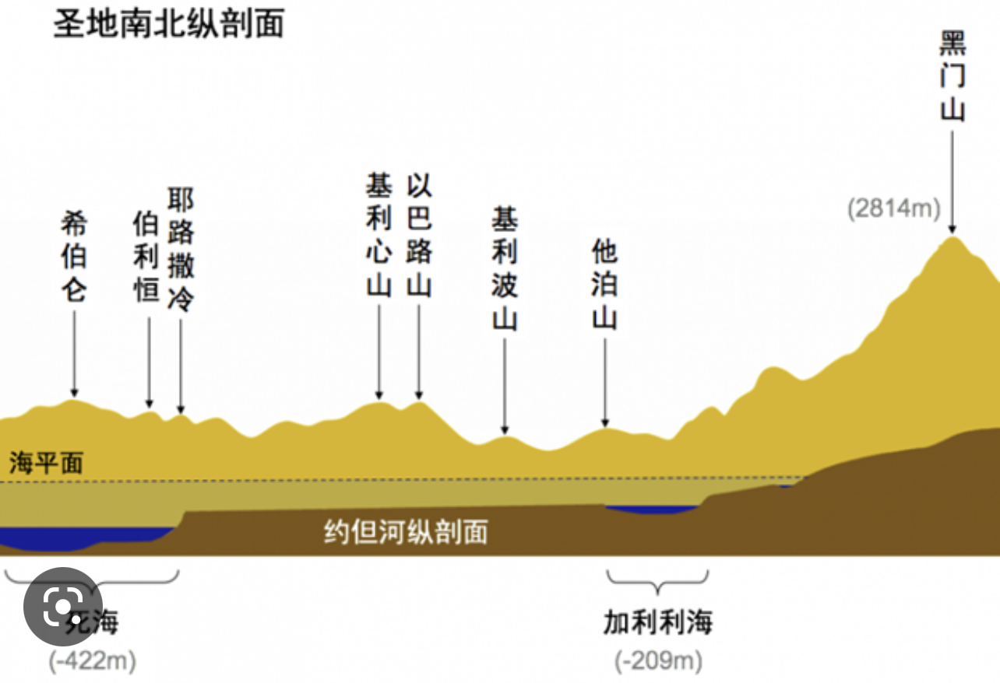 圣地南北纵剖面
黑门山
(2814m)
希伯仑
伯利恒
耶路撒冷
基利心山
以巴路山
基利波山
他泊山
海平面
约但河纵剖面
死海
(-422m)
加利利海
(-209m)